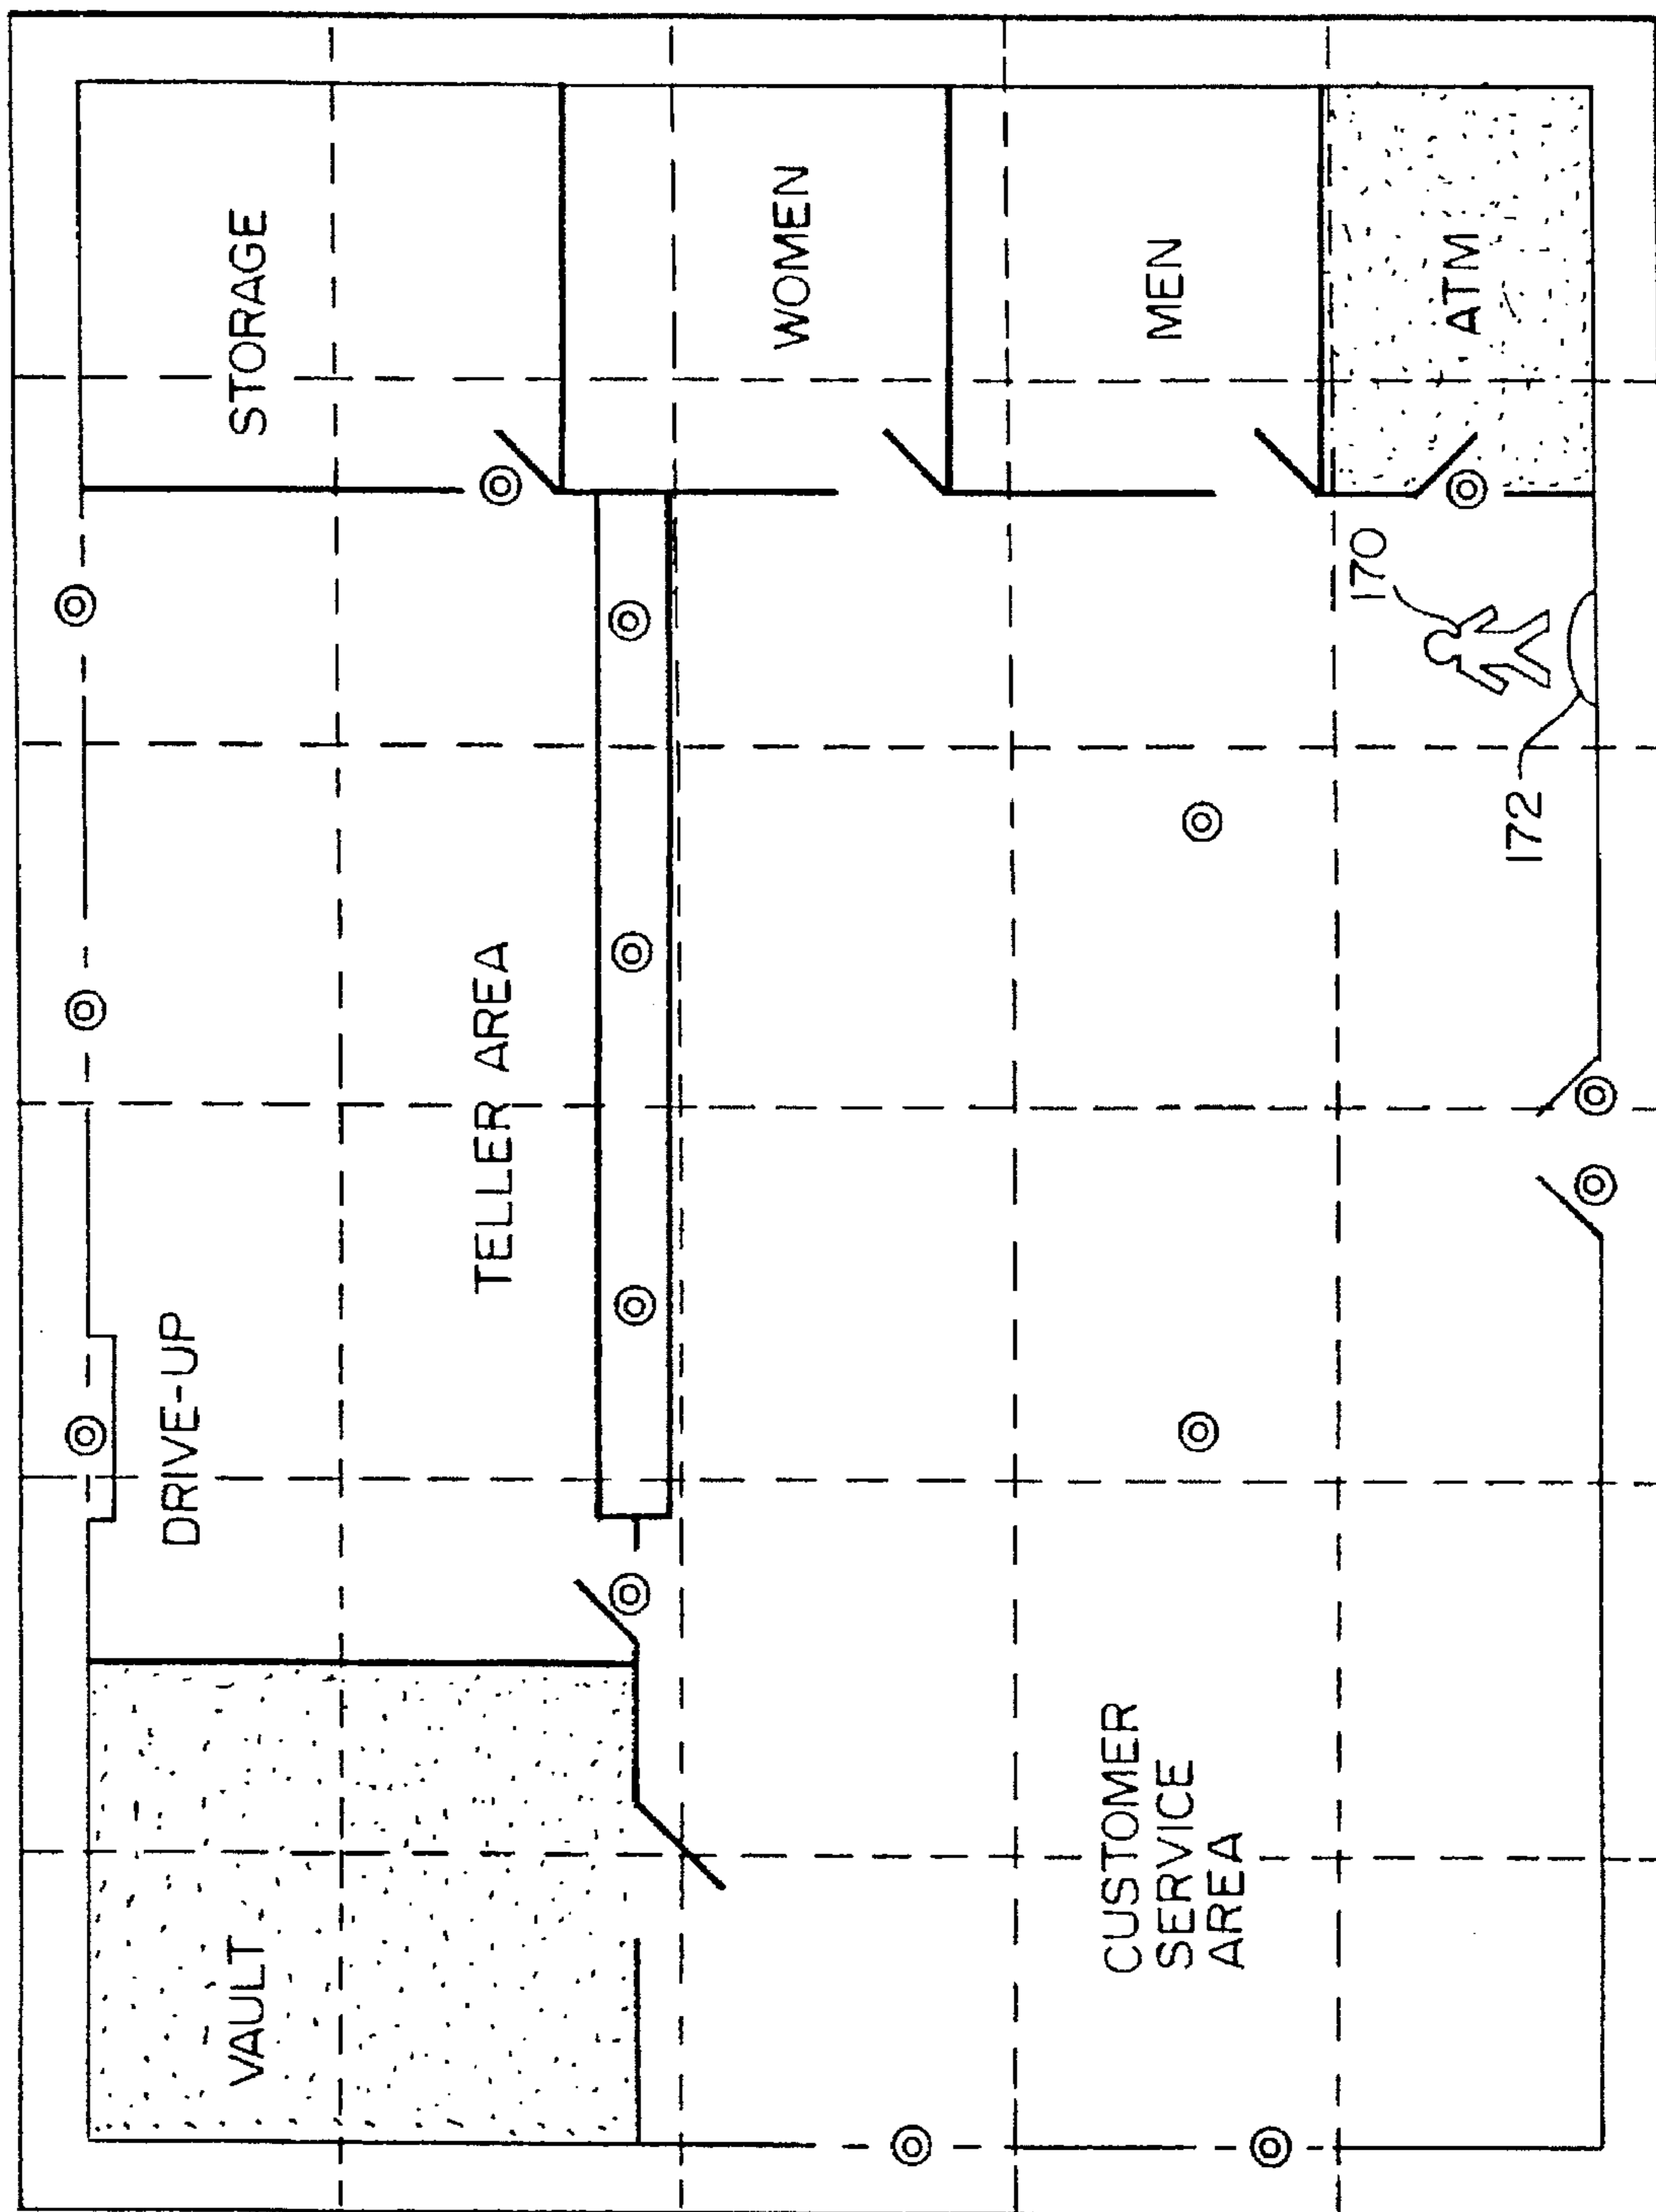 VAULT
DRIVE-UP
STORAGE
TELLER AREA
WOMEN
CUSTOMER
SERVICE
AREA
MEN
170
ATM
172